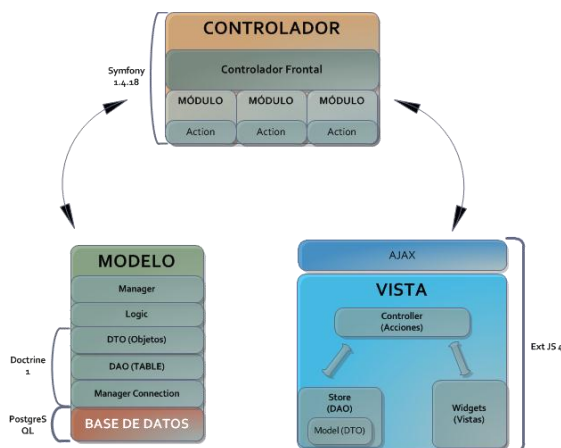 CONTROLADOR
Symfony
1.4.18
Controlador Frontal
MÓDULO
MÓDULO
MÓDULO
Action
Action
Action
MODELO
Manager
Logic
DTO (Objetos)
DAO (TABLE)
Manager Connection
BASE DE DATOS
Doctrine
1
PostgreS
QL
AJAX
VISTA
Controller
(Acciones)
Store
(DAO)
Model (DTO)
Widgets
(Vistas)
Ext JS 4